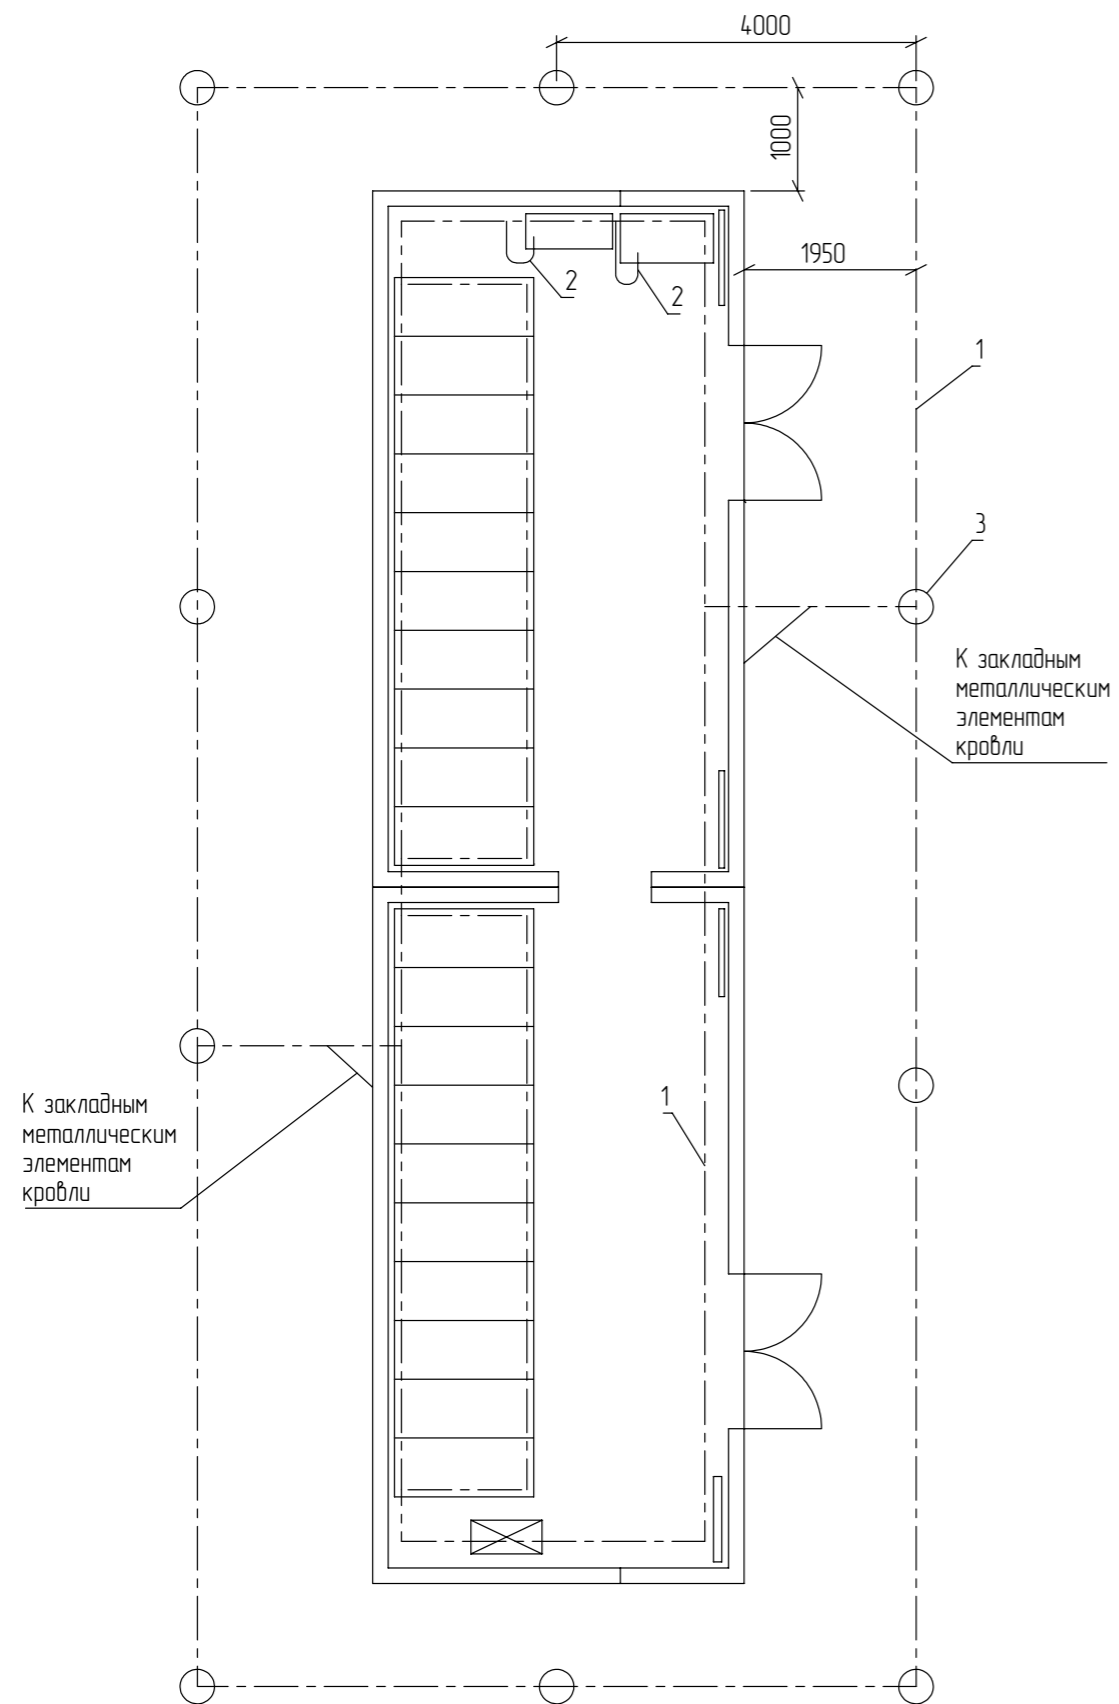 4000
1000
1950
2
2
1
3
К закладным
металлическим
элементам
кровли
К закладным
металлическим
элементам
кровли
1